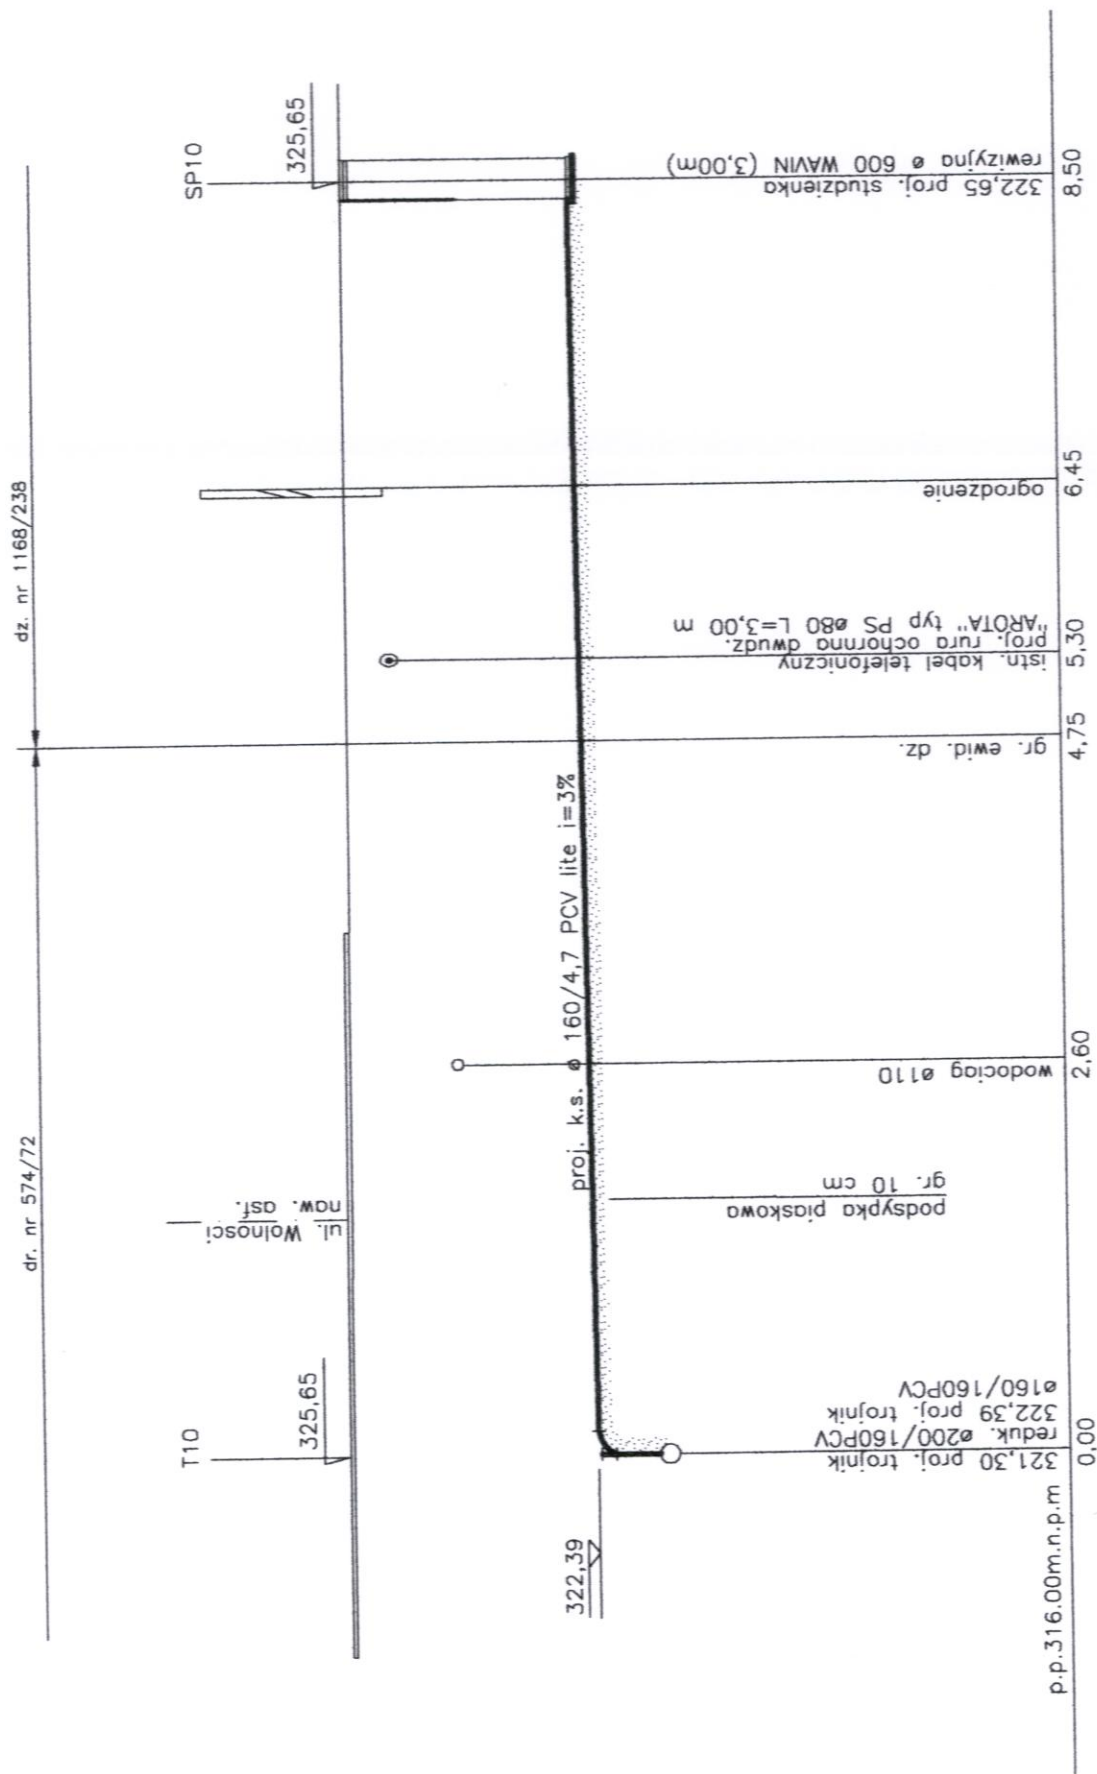 dr. nr 574/72
dz. nr 1168/238
T10
325,65
ul. Wolnosci
naw. asf.
SP10
325,65
322,39
proj. k.s. ø 160/4,7 PCV lite i=3%
podsypka piaskowa
gr. 10 cm
321,30 proj. trojnik
reduk. ø200/160PCV
322,39 proj. trojnik
ø160/160PCV
wodociag ø110
gr. ewid. dz.
istn. kabel telefoniczny
proj. rura ochronna dwudz.
"AROTA" typ PS ø80 L=3,00 m
ogrodzenie
322,65 proj. studzienka
rewizyjna ø 600 WAVIN (3,00m)
p.p.316.00m.n.p.m
0,00
2,60
4,75
5,30
6,45
8,50